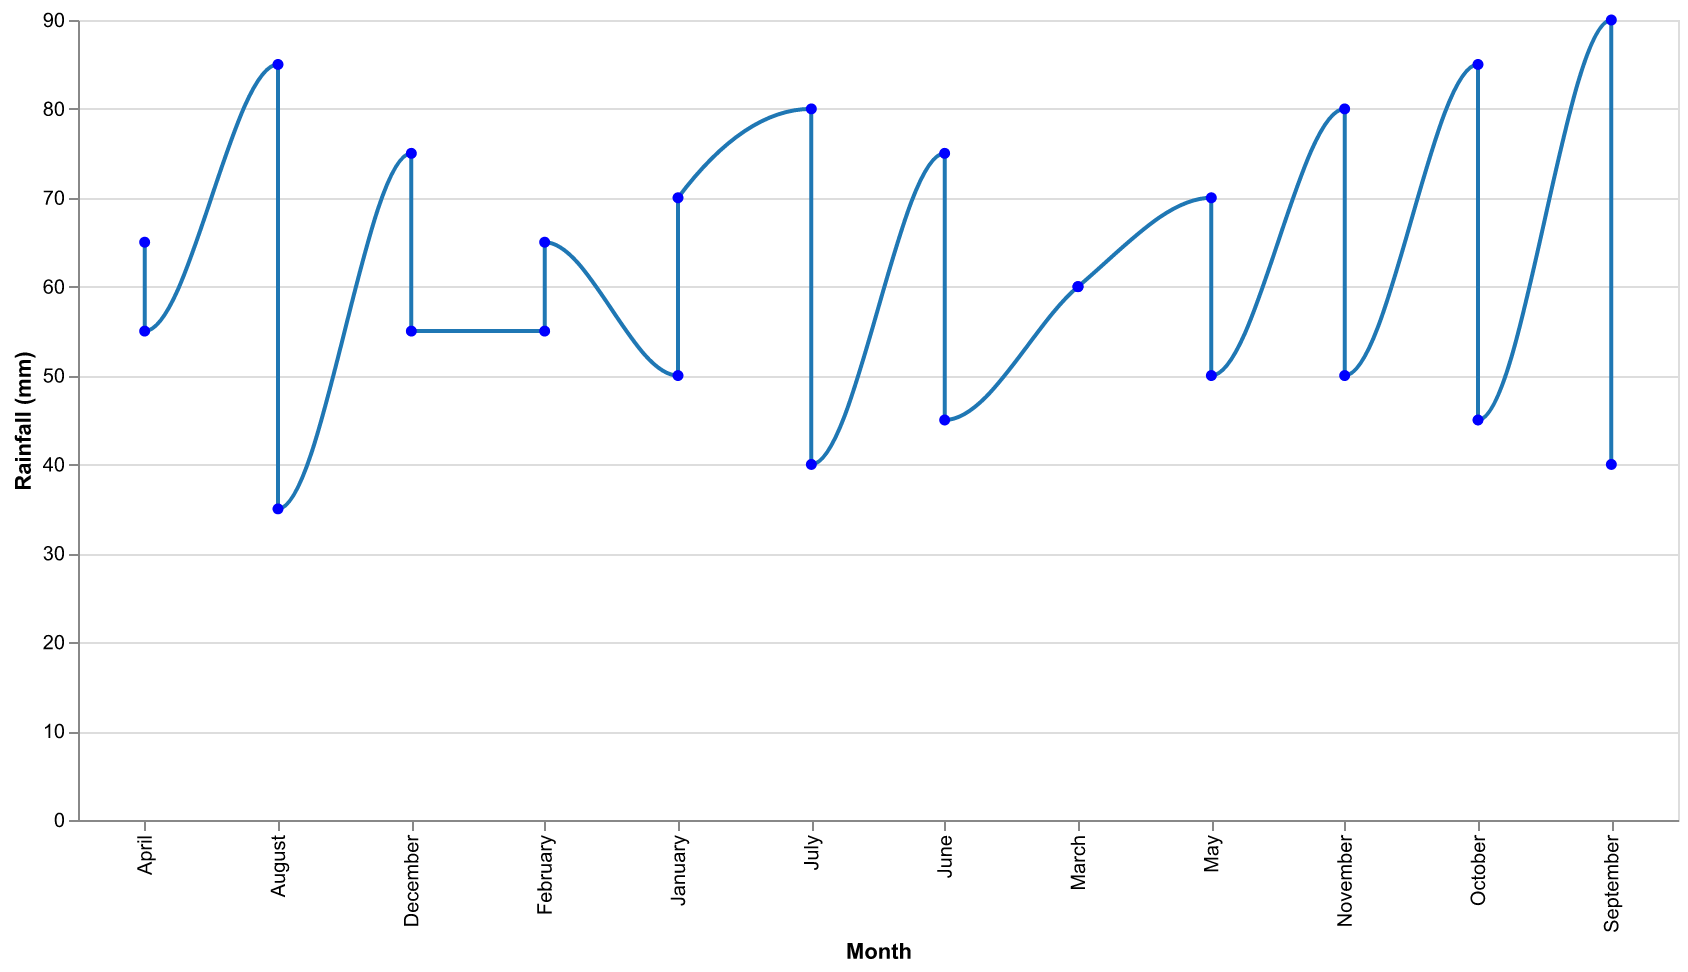 90
80
70
60
50
40
30
20
10
0
Rainfall (mm)
April
August
December
February
January
July
June
March
May
November
October
September
Month